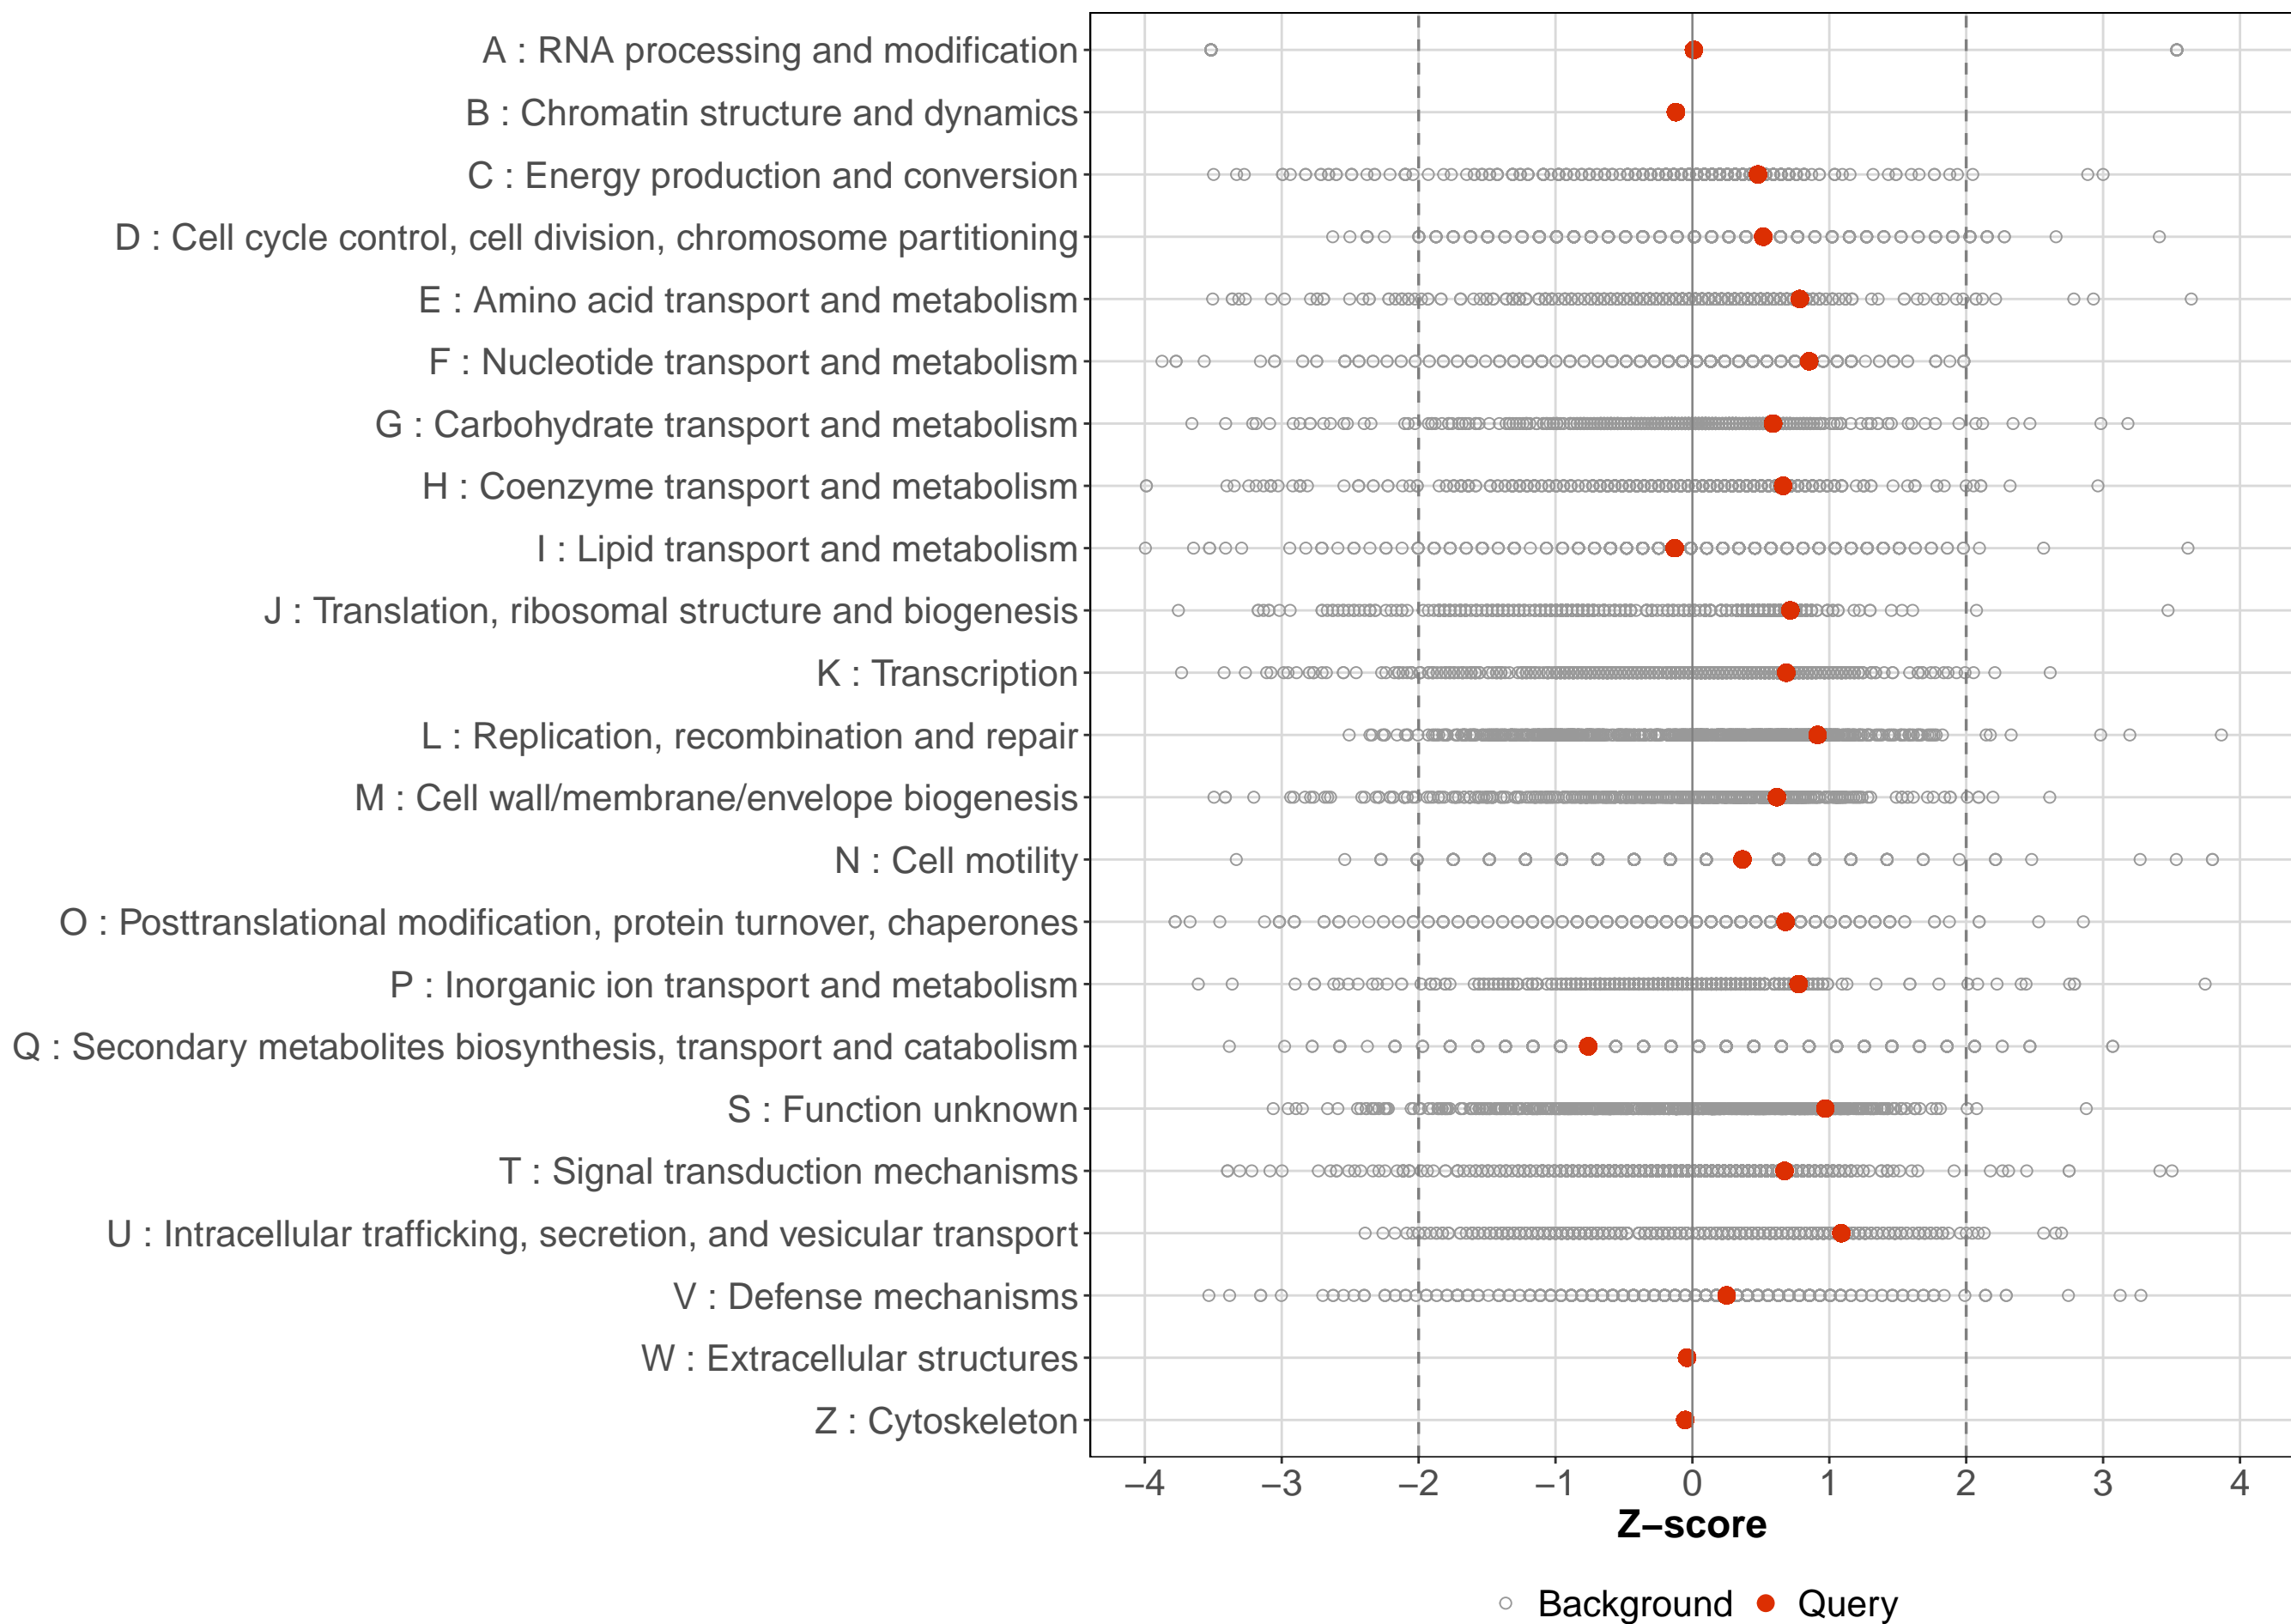 A : RNA processing and modification
B : Chromatin structure and dynamics
C : Energy production and conversion
D : Cell cycle control, cell division, chromosome partitioning
E : Amino acid transport and metabolism
F : Nucleotide transport and metabolism
G : Carbohydrate transport and metabolism
H : Coenzyme transport and metabolism
I : Lipid transport and metabolism
J : Translation, ribosomal structure and biogenesis
K : Transcription
L : Replication, recombination and repair
M : Cell wall/membrane/envelope biogenesis
N : Cell motility
O : Posttranslational modification, protein turnover, chaperones
P : Inorganic ion transport and metabolism
Q : Secondary metabolites biosynthesis, transport and catabolism
S : Function unknown
T : Signal transduction mechanisms
U : Intracellular trafficking, secretion, and vesicular transport
V : Defense mechanisms
W : Extracellular structures
Z : Cytoskeleton
−4 −3 −2 −1 0 1 2 3 4
Z−score
Background Query